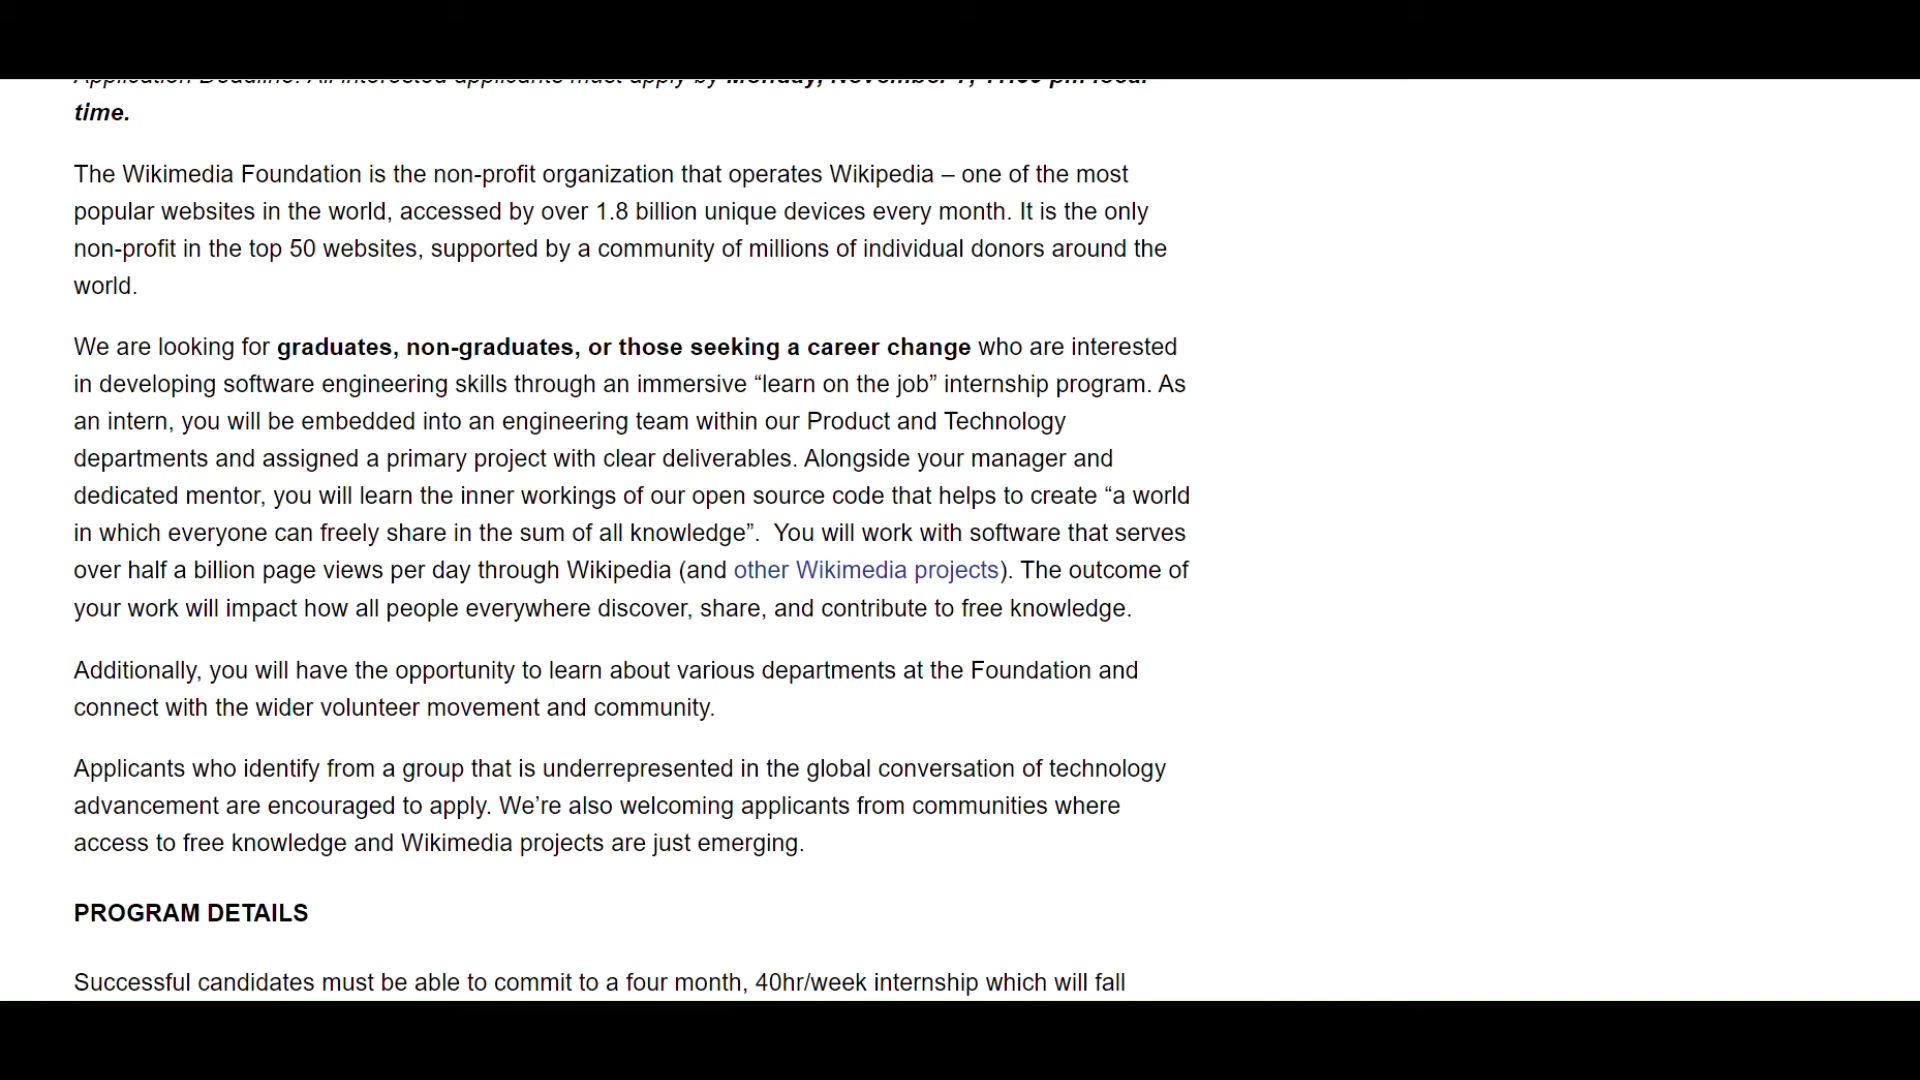 Application Deadline: All interested applicants must apply by Monday, November 7, pm local
time.
The Wikimedia Foundation is the non-profit organization that operates Wikipedia – one of the most
popular websites in the world, accessed by over 1.8 billion unique devices every month. It is the only
non-profit in the top 50 websites, supported by a community of millions of individual donors around the
world.
We are looking for graduates, non-graduates, or those seeking a career change who are interested
in developing software engineering skills through an immersive “learn on the job” internship program. As
an intern, you will be embedded into an engineering team within our Product and Technology
departments and assigned a primary project with clear deliverables. Alongside your manager and
dedicated mentor, you will learn the inner workings of our open source code that helps to create “a world
in which everyone can freely share in the sum of all knowledge”.  You will work with software that serves
over half a billion page views per day through Wikipedia (and other Wikimedia projects). The outcome of
your work will impact how all people everywhere discover, share, and contribute to free knowledge.
Additionally, you will have the opportunity to learn about various departments at the Foundation and
connect with the wider volunteer movement and community.
Applicants who identify from a group that is underrepresented in the global conversation of technology
advancement are encouraged to apply. We’re also welcoming applicants from communities where
access to free knowledge and Wikimedia projects are just emerging.
PROGRAM DETAILS
Successful candidates must be able to commit to a four month, 40hr/week internship which will fall